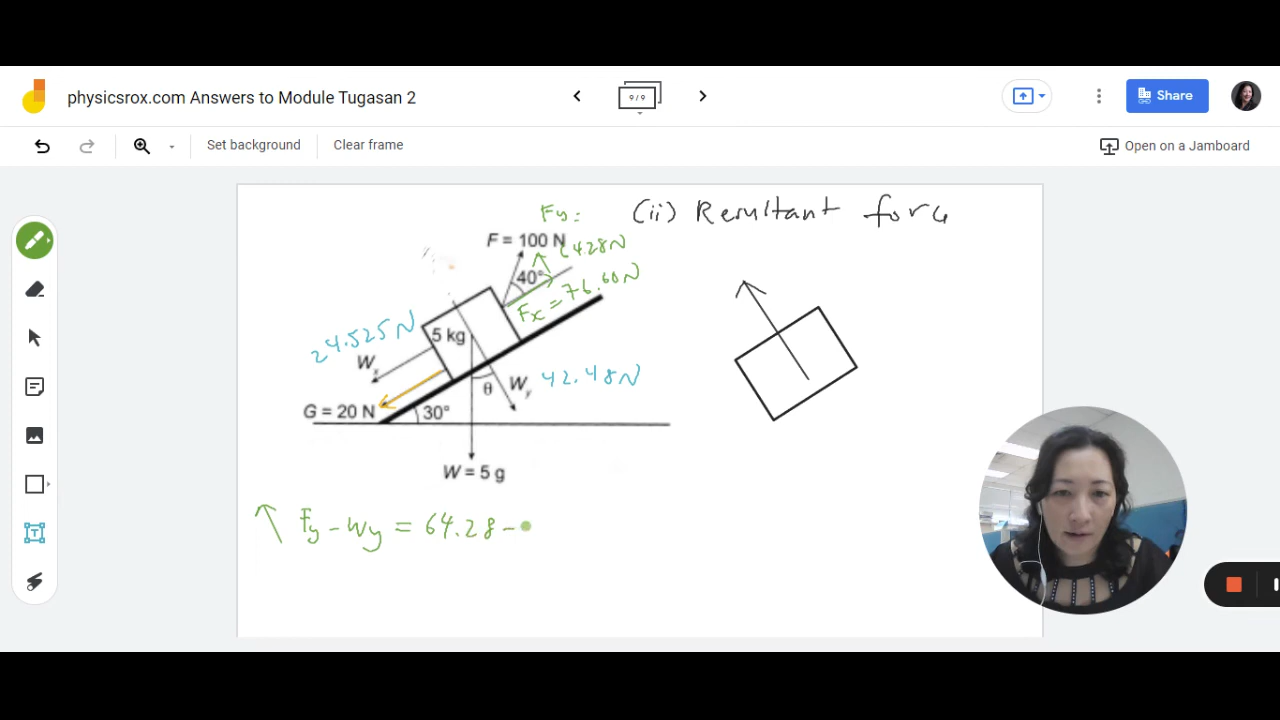 physicsrox.com Answers to Module Tugasan 2
9/9
Share
Set background
Clear frame
Open on a Jamboard
(ii) Resultant force
Fy =
F = 100 N
64.28N
40°
Fx = 76.60N
24.525N
5 kg
Wx
θ
Wy 42.48N
G = 20 N
30°
W = 5 g
Fy - Wy = 64.28 -